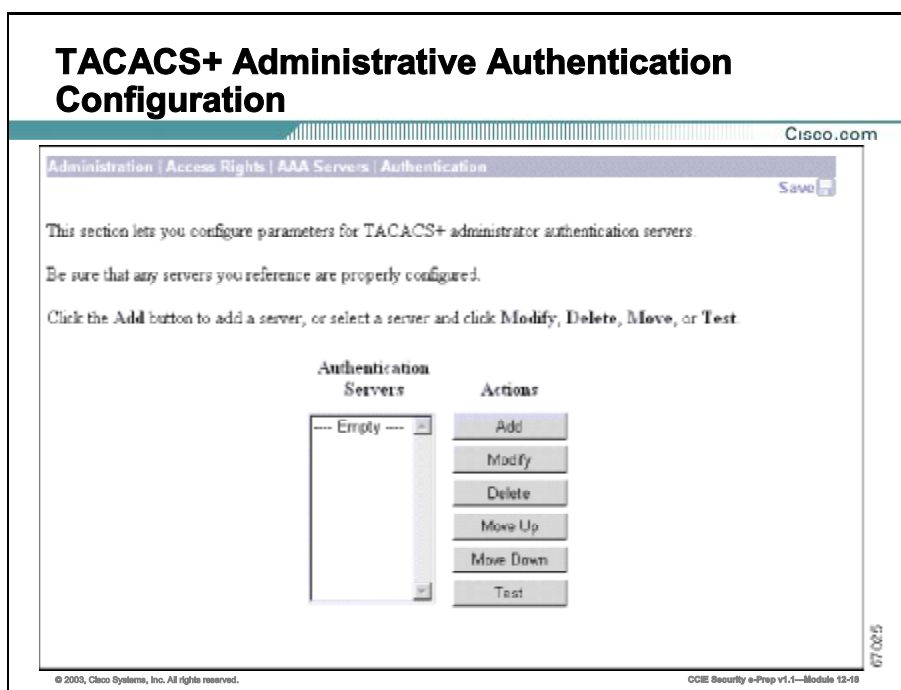 TACACS+ Administrative Authentication
Configuration
Cisco.com
Administration | Access Rights | AAA Servers | Authentication
Save
This section lets you configure parameters for TACACS+ administrator authentication servers.
Be sure that any servers you reference are properly configured.
Click the Add button to add a server, or select a server and click Modify, Delete, Move, or Test.
Authentication
Servers
Actions
---- Empty ----
Add
Modify
Delete
Move Up
Move Down
Test
67025
© 2003, Cisco Systems, Inc. All rights reserved.
CCIE Security e-Prep v1.1—Module 12-18